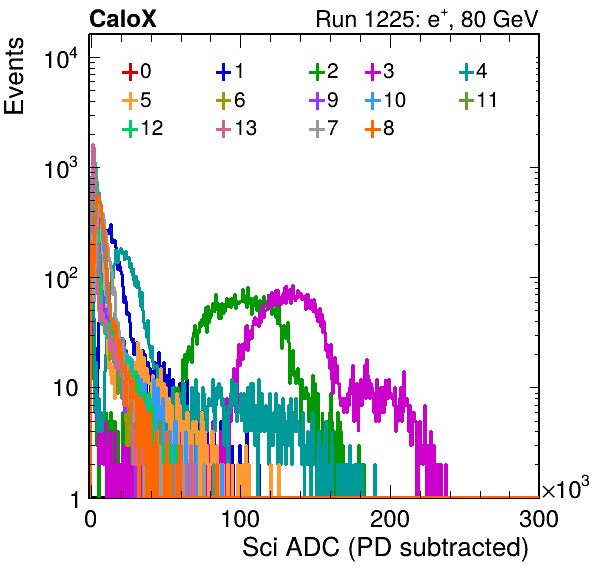 CaloX Run 1225: e⁺, 80 GeV
Events
10⁴
10³
10²
10
1
0 1 2 3 4
5 6 9 10 11
12 13 7 8
0 100 200 300
×10³
Sci ADC (PD subtracted)